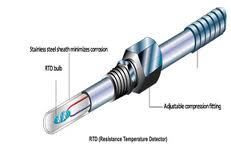 Stainless steel sheath minimizes corrosion
RTD bulb
Adjustable compression fitting
RTD (Resistance Temperature Detector)